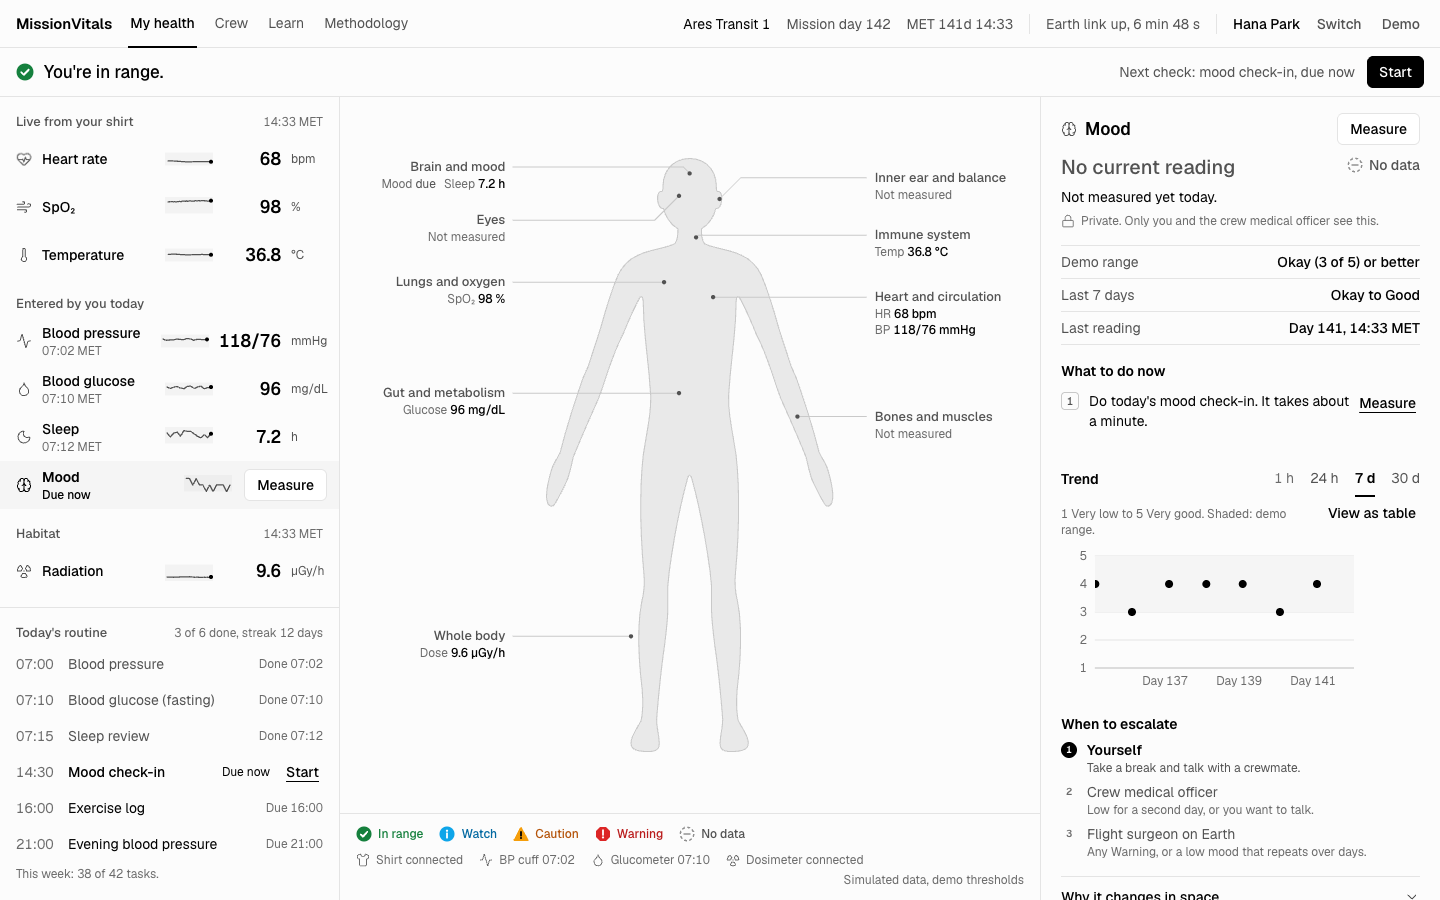 MissionVitals My health Crew Learn Methodology Ares Transit 1 Mission day 142 MET 141d 14:33 Earth link up, 6 min 48 s Hana Park Switch Demo
You're in range. Next check: mood check-in, due now Start
Live from your shirt 14:33 MET
Heart rate 68 bpm
SpO₂ 98 %
Temperature 36.8 °C
Entered by you today
Blood pressure 118/76 mmHg
07:02 MET
Blood glucose 96 mg/dL
07:10 MET
Sleep 7.2 h
07:12 MET
Mood Measure
Due now
Habitat 14:33 MET
Radiation 9.6 µGy/h
Today's routine 3 of 6 done, streak 12 days
07:00 Blood pressure Done 07:02
07:10 Blood glucose (fasting) Done 07:10
07:15 Sleep review Done 07:12
14:30 Mood check-in Due now Start
16:00 Exercise log Due 16:00
21:00 Evening blood pressure Due 21:00
This week: 38 of 42 tasks.
Brain and mood
Mood due Sleep 7.2 h
Eyes
Not measured
Lungs and oxygen
SpO₂ 98 %
Gut and metabolism
Glucose 96 mg/dL
Whole body
Dose 9.6 µGy/h
Inner ear and balance
Not measured
Immune system
Temp 36.8 °C
Heart and circulation
HR 68 bpm
BP 118/76 mmHg
Bones and muscles
Not measured
In range Watch Caution Warning No data
Shirt connected BP cuff 07:02 Glucometer 07:10 Dosimeter connected
Simulated data, demo thresholds
Mood Measure
No current reading No data
Not measured yet today.
Private. Only you and the crew medical officer see this.
Demo range Okay (3 of 5) or better
Last 7 days Okay to Good
Last reading Day 141, 14:33 MET
What to do now
1 Do today's mood check-in. It takes about Measure
a minute.
Trend 1 h 24 h 7 d 30 d
1 Very low to 5 Very good. Shaded: demo View as table
range.
5
4
3
2
1
Day 137 Day 139 Day 141
When to escalate
1 Yourself
Take a break and talk with a crewmate.
2 Crew medical officer
Low for a second day, or you want to talk.
3 Flight surgeon on Earth
Any Warning, or a low mood that repeats over days.
Why it changes in space